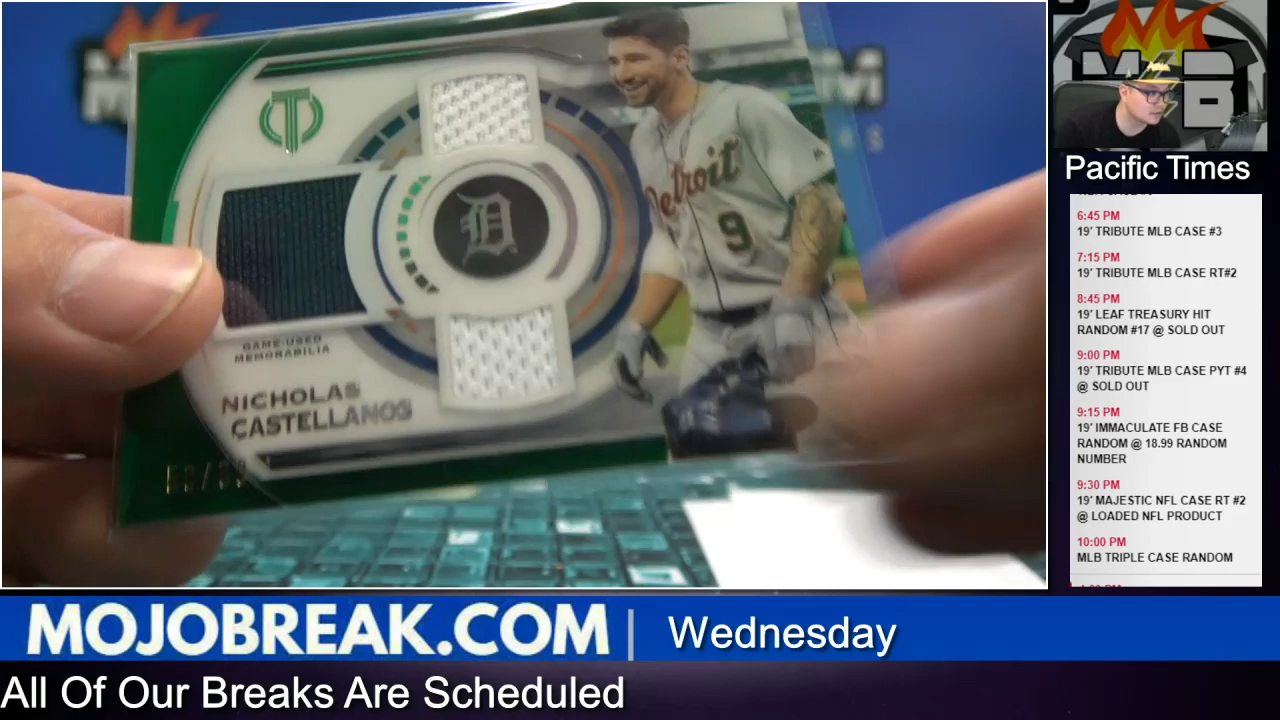 T
D
Detroit
9
GAME-USED
MEMORABILIA
NICHOLAS
CASTELLANOS
Pacific Times
6:45 PM
19' TRIBUTE MLB CASE #3
7:15 PM
19' TRIBUTE MLB CASE RT#2
8:45 PM
19' LEAF TREASURY HIT
RANDOM #17 @ SOLD OUT
9:00 PM
19' TRIBUTE MLB CASE PYT #4
@ SOLD OUT
9:15 PM
19' IMMACULATE FB CASE
RANDOM @ 18.99 RANDOM
NUMBER
9:30 PM
19' MAJESTIC NFL CASE RT #2
@ LOADED NFL PRODUCT
10:00 PM
MLB TRIPLE CASE RANDOM
MOJOBREAK.COM | Wednesday
All Of Our Breaks Are Scheduled